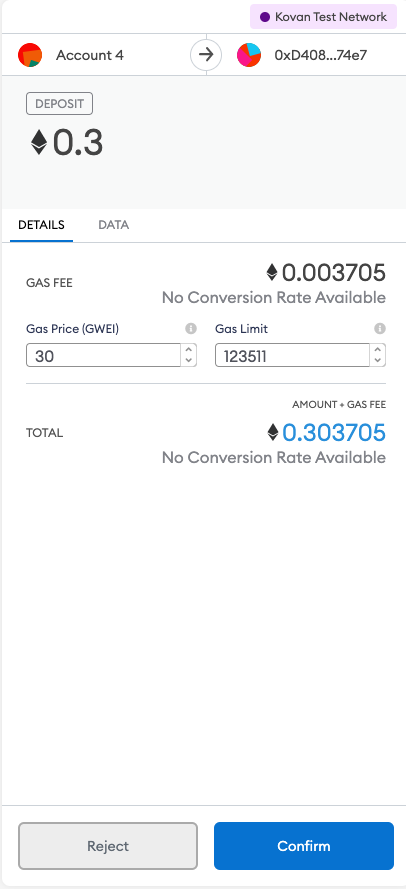 Kovan Test Network
Account 4 0xD408...74e7
DEPOSIT
0.3
DETAILS DATA
GAS FEE 0.003705
No Conversion Rate Available
Gas Price (GWEI) Gas Limit
30 123511
AMOUNT + GAS FEE
TOTAL 0.303705
No Conversion Rate Available
Reject Confirm